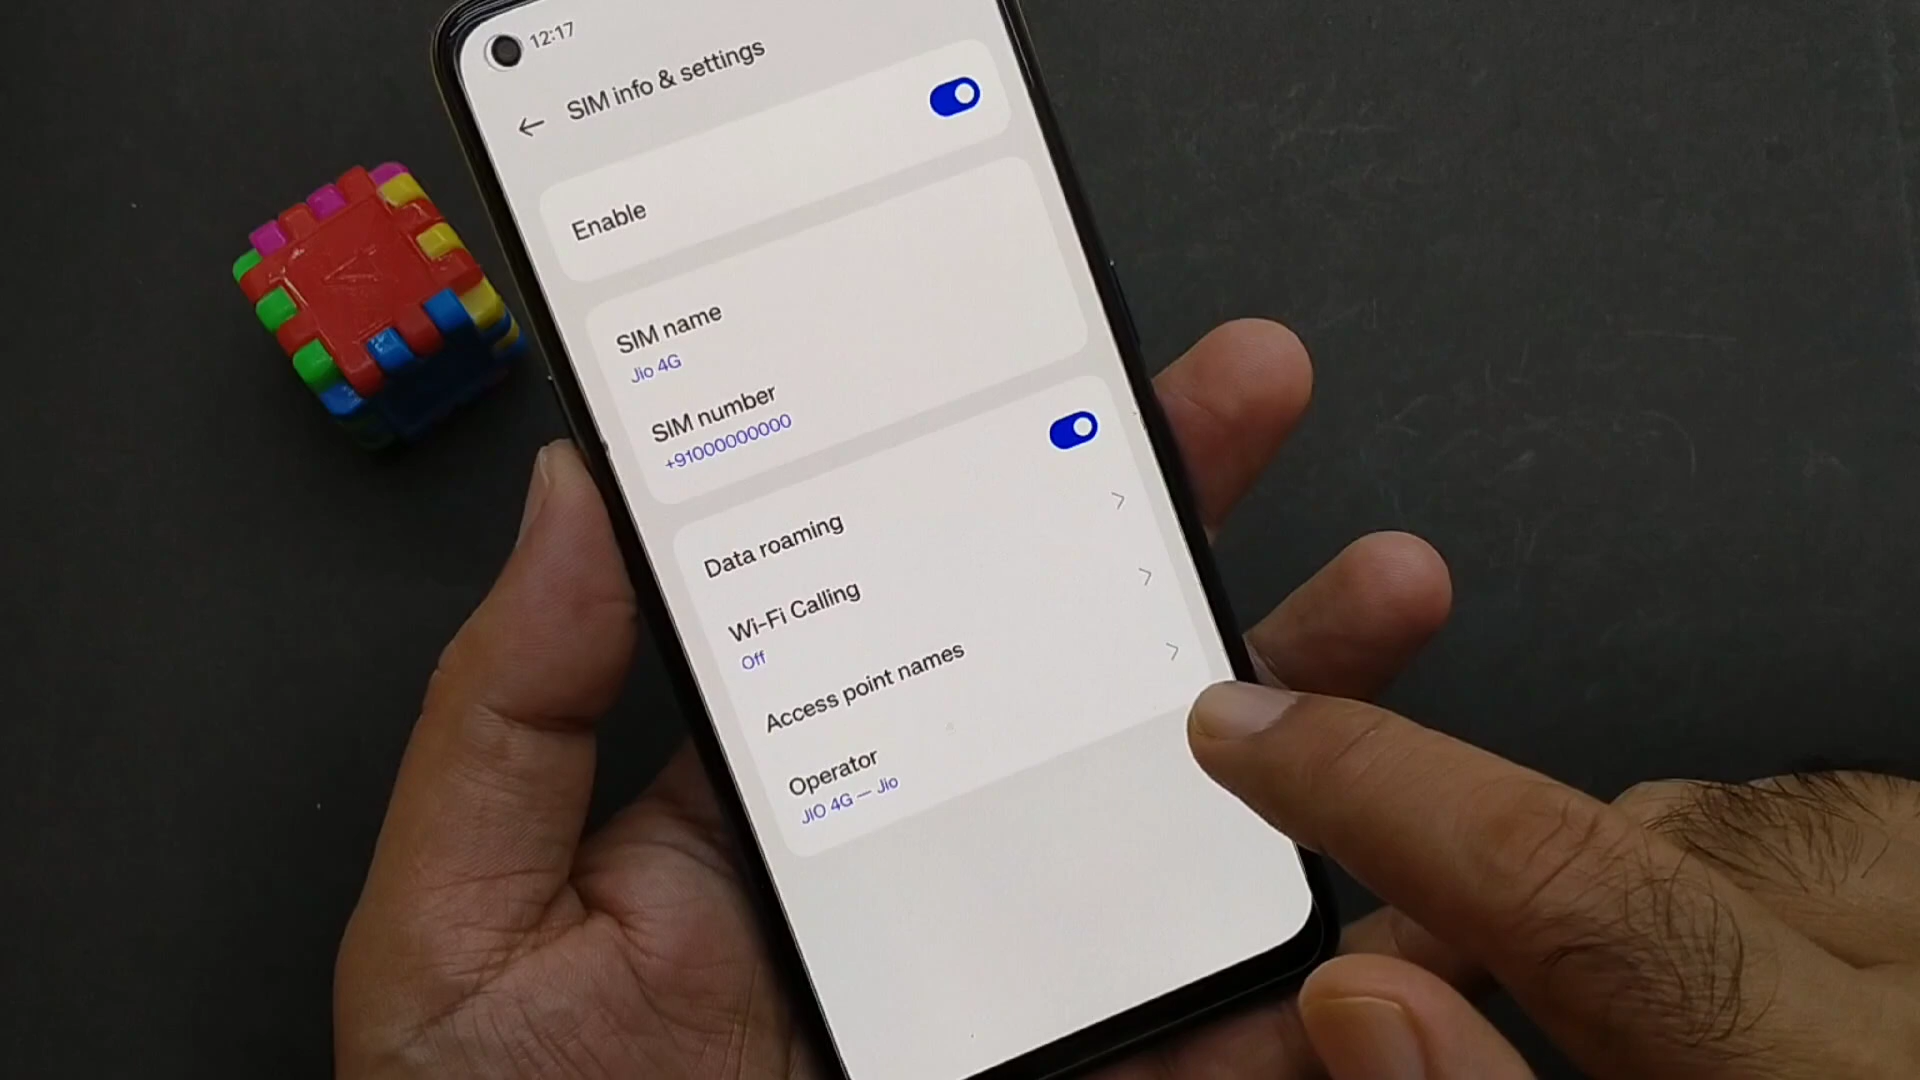 12:17
SIM info & settings
Enable
SIM name
Jio 4G
SIM number
+91000000000
Data roaming
Wi-Fi Calling
Off
Access point names
Operator
JIO 4G — Jio